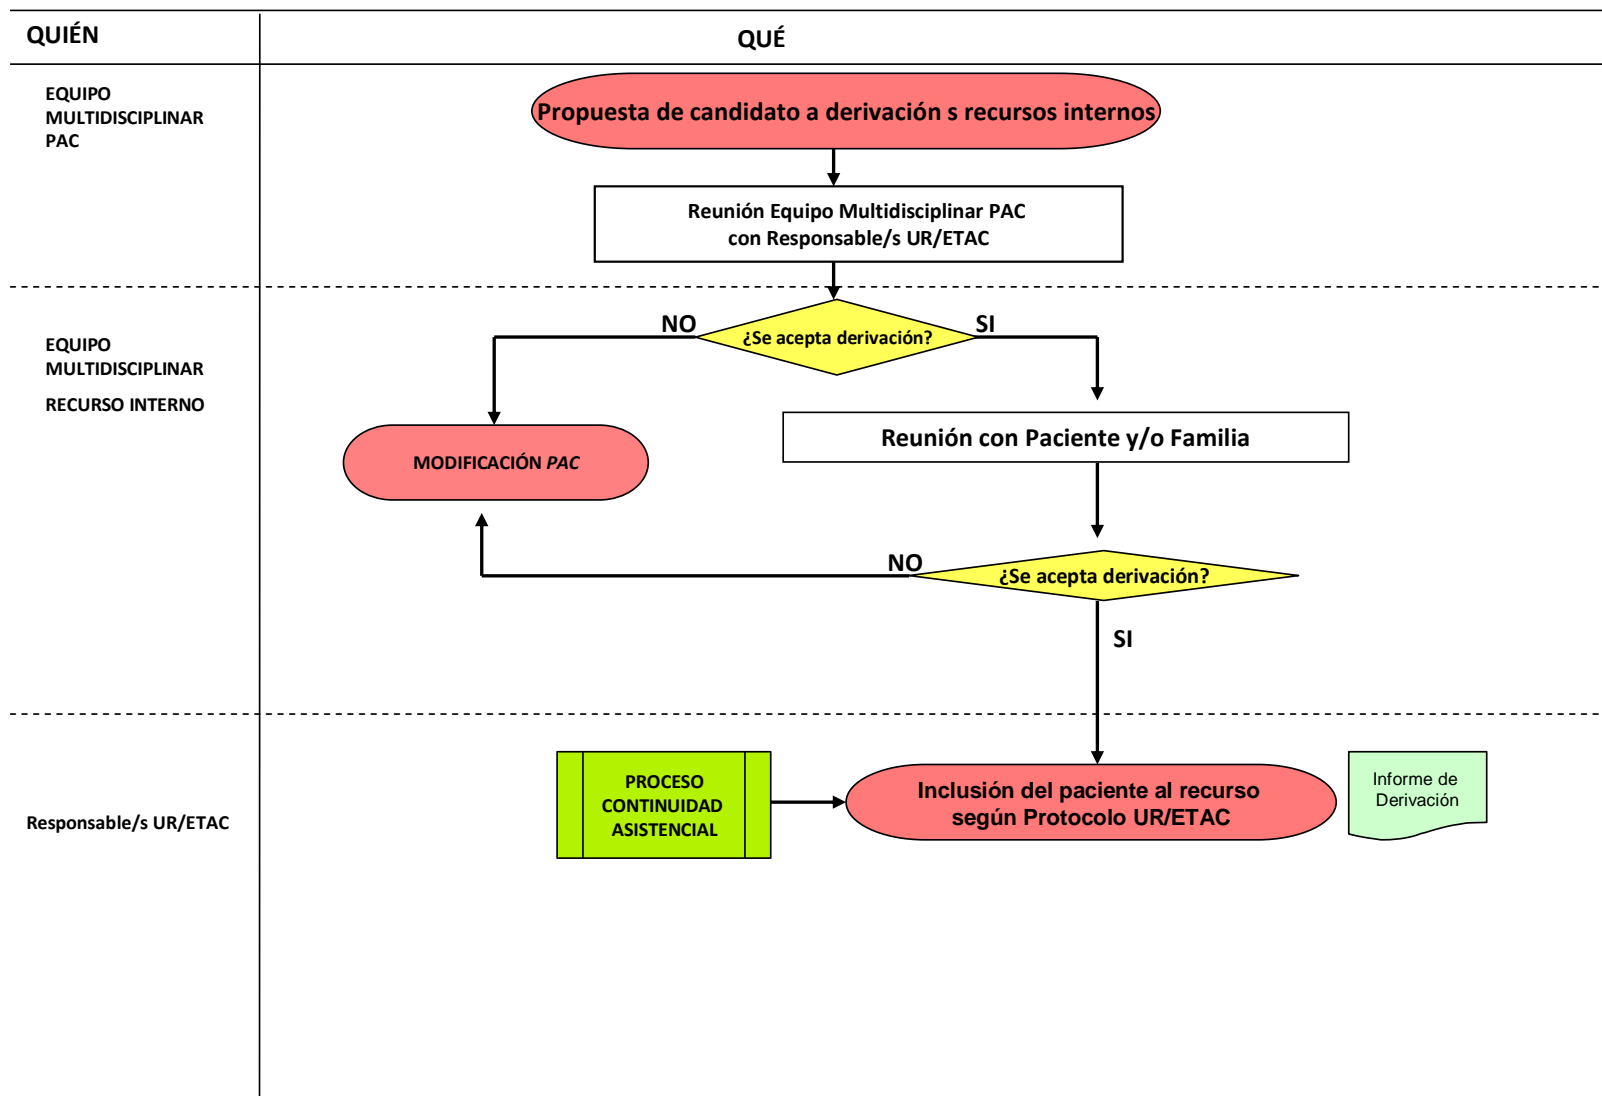 QUIÉN
QUÉ
EQUIPO
MULTIDISCIPLINAR
PAC
Propuesta de candidato a derivación s recursos internos
Reunión Equipo Multidisciplinar PAC
con Responsable/s UR/ETAC
EQUIPO
MULTIDISCIPLINAR
RECURSO INTERNO
NO
¿Se acepta derivación?
SI
MODIFICACIÓN PAC
Reunión con Paciente y/o Familia
NO
¿Se acepta derivación?
SI
Responsable/s UR/ETAC
PROCESO
CONTINUIDAD
ASISTENCIAL
Inclusión del paciente al recurso
según Protocolo UR/ETAC
Informe de
Derivación